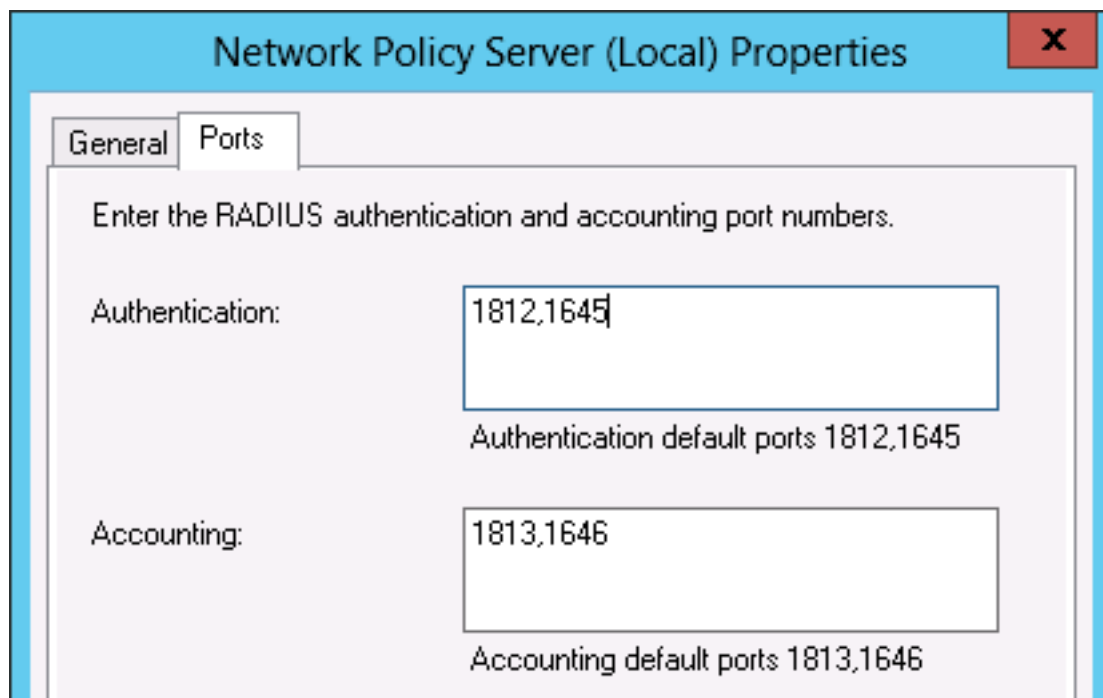 Network Policy Server (Local) Properties
x
General
Ports
Enter the RADIUS authentication and accounting port numbers.
Authentication:
1812,1645
Authentication default ports 1812,1645
Accounting:
1813,1646
Accounting default ports 1813,1646